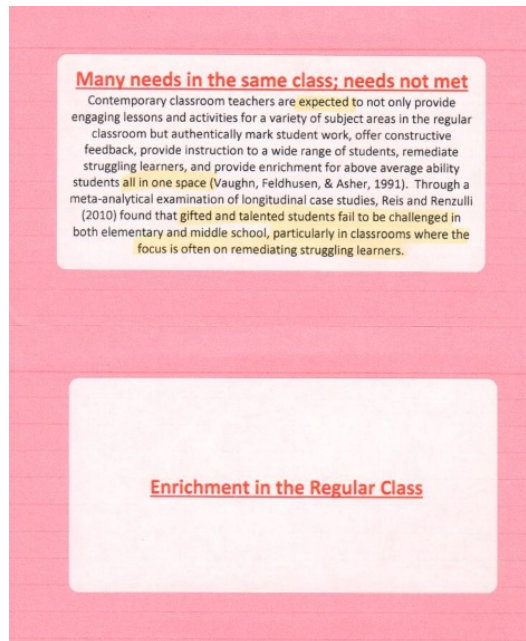 Many needs in the same class; needs not met
Contemporary classroom teachers are expected to not only provide
engaging lessons and activities for a variety of subject areas in the regular
classroom but authentically mark student work, offer constructive
feedback, provide instruction to a wide range of students, remediate
struggling learners, and provide enrichment for above average ability
students all in one space (Vaughn, Feldhusen, & Asher, 1991).  Through a
meta-analytical examination of longitudinal case studies, Reis and Renzulli
(2010) found that gifted and talented students fail to be challenged in
both elementary and middle school, particularly in classrooms where the
focus is often on remediating struggling learners.
Enrichment in the Regular Class